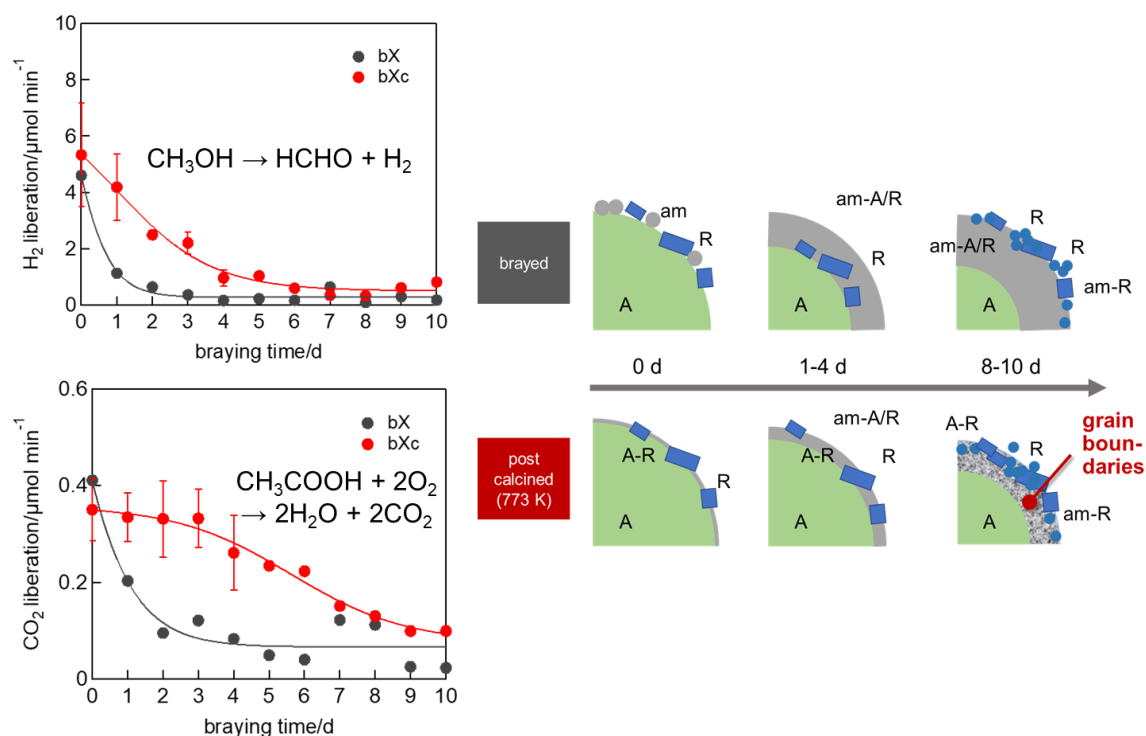 10
8
6
4
2
0
H₂ liberation/μmol min⁻¹
bX
bXc
CH₃OH → HCHO + H₂
0 1 2 3 4 5 6 7 8 9 10
braying time/d
0.6
0.4
0.2
0
CO₂ liberation/μmol min⁻¹
bX
bXc
CH₃COOH + 2O₂
→ 2H₂O + 2CO₂
0 1 2 3 4 5 6 7 8 9 10
braying time/d
brayed
am
R
A
am-A/R
R
A
R
am-A/R
R
am-R
A
0 d
1-4 d
8-10 d
post
calcined
(773 K)
A-R
R
A
am-A/R
A-R
R
A
A-R
R
am-R
A
grain
boun-
daries